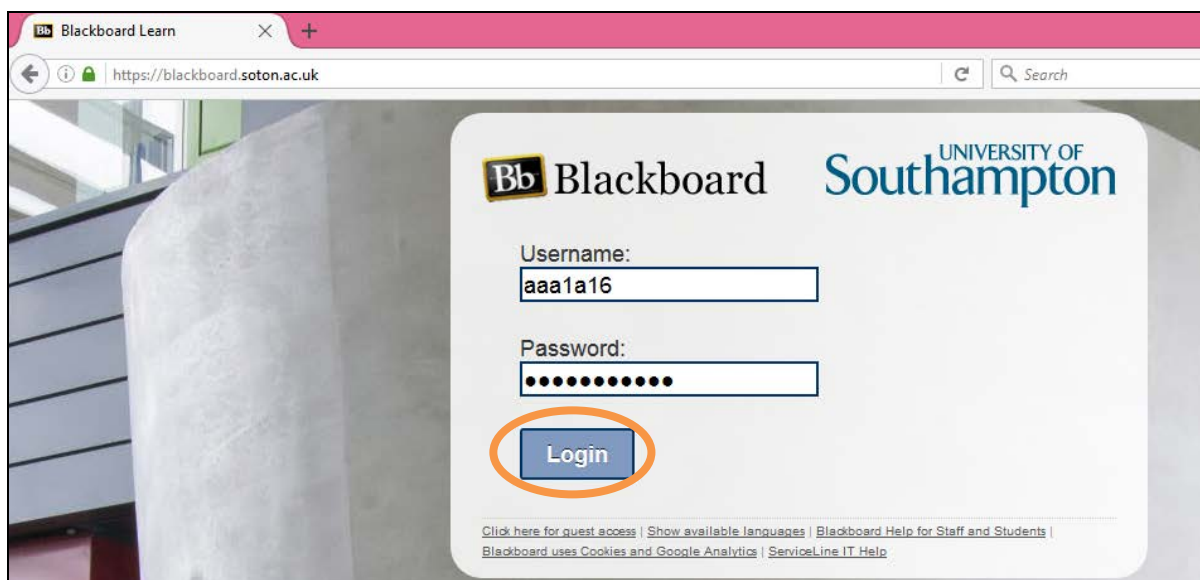 Bb Blackboard Learn
https://blackboard.soton.ac.uk
Search
Bb Blackboard
UNIVERSITY OF
Southampton
Username:
aaa1a16
Password:
●●●●●●●●●●●
Login
Click here for guest access | Show available languages | Blackboard Help for Staff and Students |
Blackboard uses Cookies and Google Analytics | ServiceLine IT Help